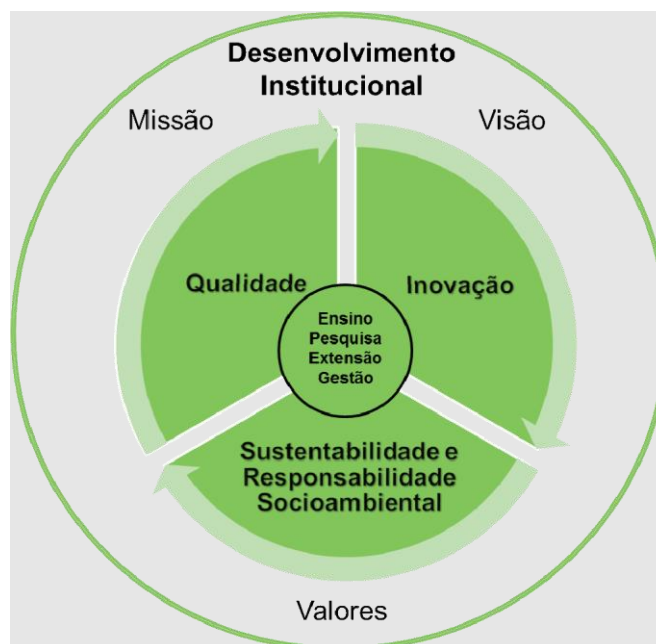 Desenvolvimento
Institucional
Missão
Visão
Qualidade
Inovação
Ensino
Pesquisa
Extensão
Gestão
Sustentabilidade e
Responsabilidade
Socioambiental
Valores